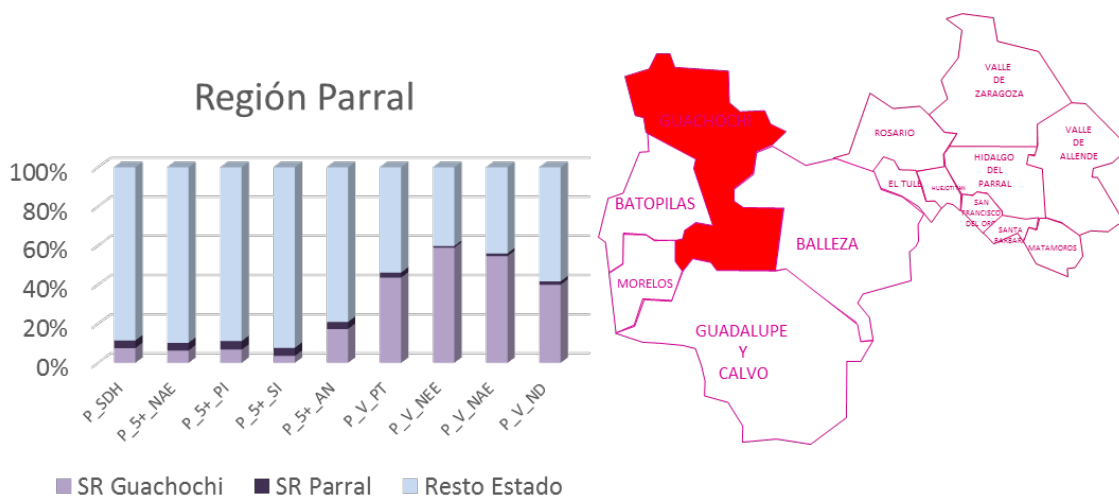 Región Parral
100%
80%
60%
40%
20%
0%
P_SDH
P_5+_NAE
P_5+_PI
P_5+_SI
P_5+_AN
P_V_PT
P_V_NEE
P_V_NAE
P_V_ND
SR Guachochi
SR Parral
Resto Estado
GUACHOCHI
BATOPILAS
MORELOS
BALLEZA
GUADALUPE
Y
CALVO
ROSARIO
EL TULE
VALLE
DE
ZARAGOZA
VALLE
DE
ALLENDE
HIDALGO
DEL
PARRAL
SAN
FRANCISCO
DEL ORO
SANTA
MATAMOROS